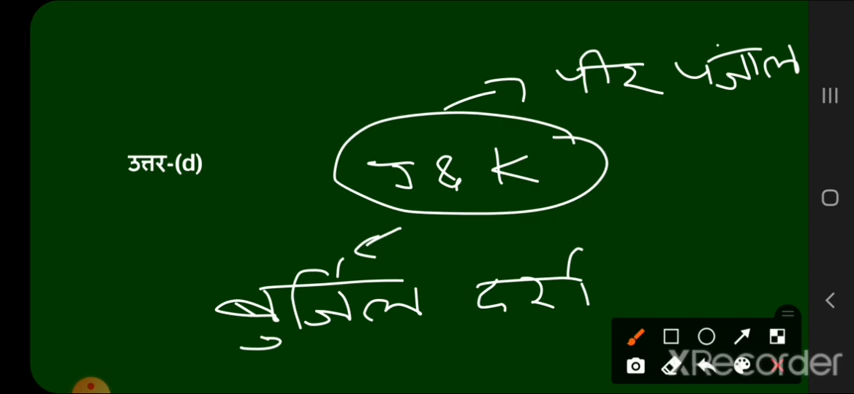 पीर पंजाल
उत्तर-(d)
J & K
बुर्जिल दर्रा
XRecorder